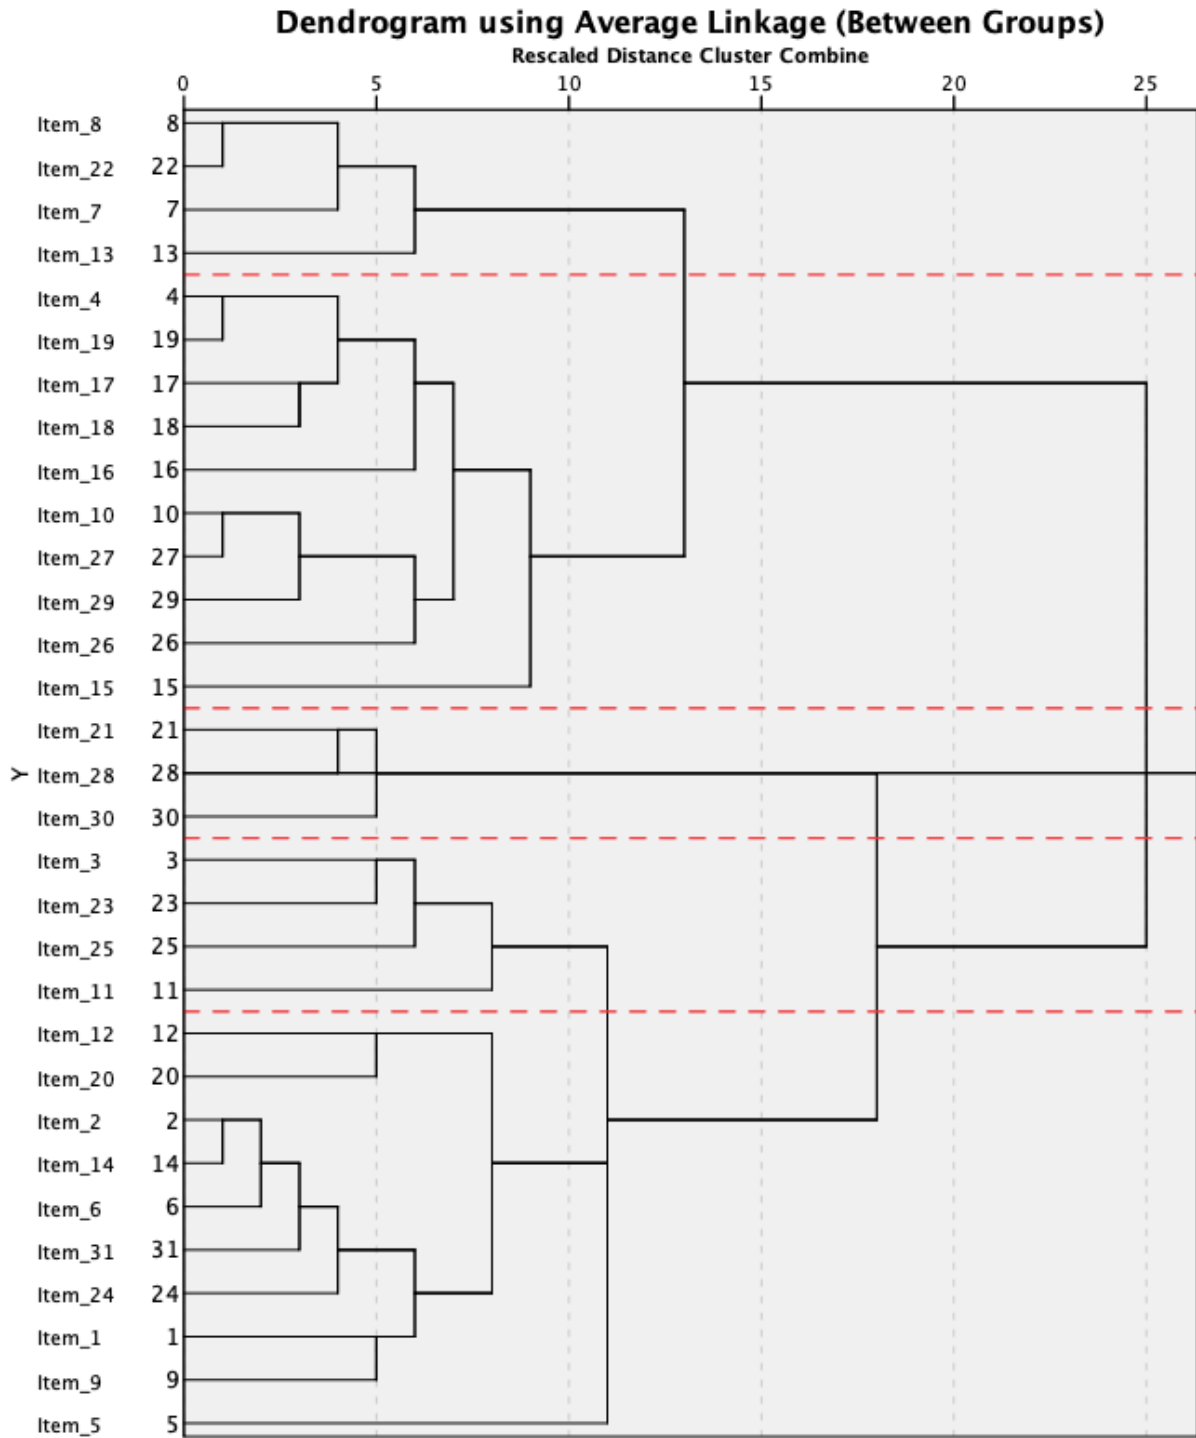 Dendrogram using Average Linkage (Between Groups)
Rescaled Distance Cluster Combine
0 5 10 15 20 25
Item_8 8
Item_22 22
Item_7 7
Item_13 13
Item_4 4
Item_19 19
Item_17 17
Item_18 18
Item_16 16
Item_10 10
Item_27 27
Item_29 29
Item_26 26
Item_15 15
Item_21 21
Y Item_28 28
Item_30 30
Item_3 3
Item_23 23
Item_25 25
Item_11 11
Item_12 12
Item_20 20
Item_2 2
Item_14 14
Item_6 6
Item_31 31
Item_24 24
Item_1 1
Item_9 9
Item_5 5